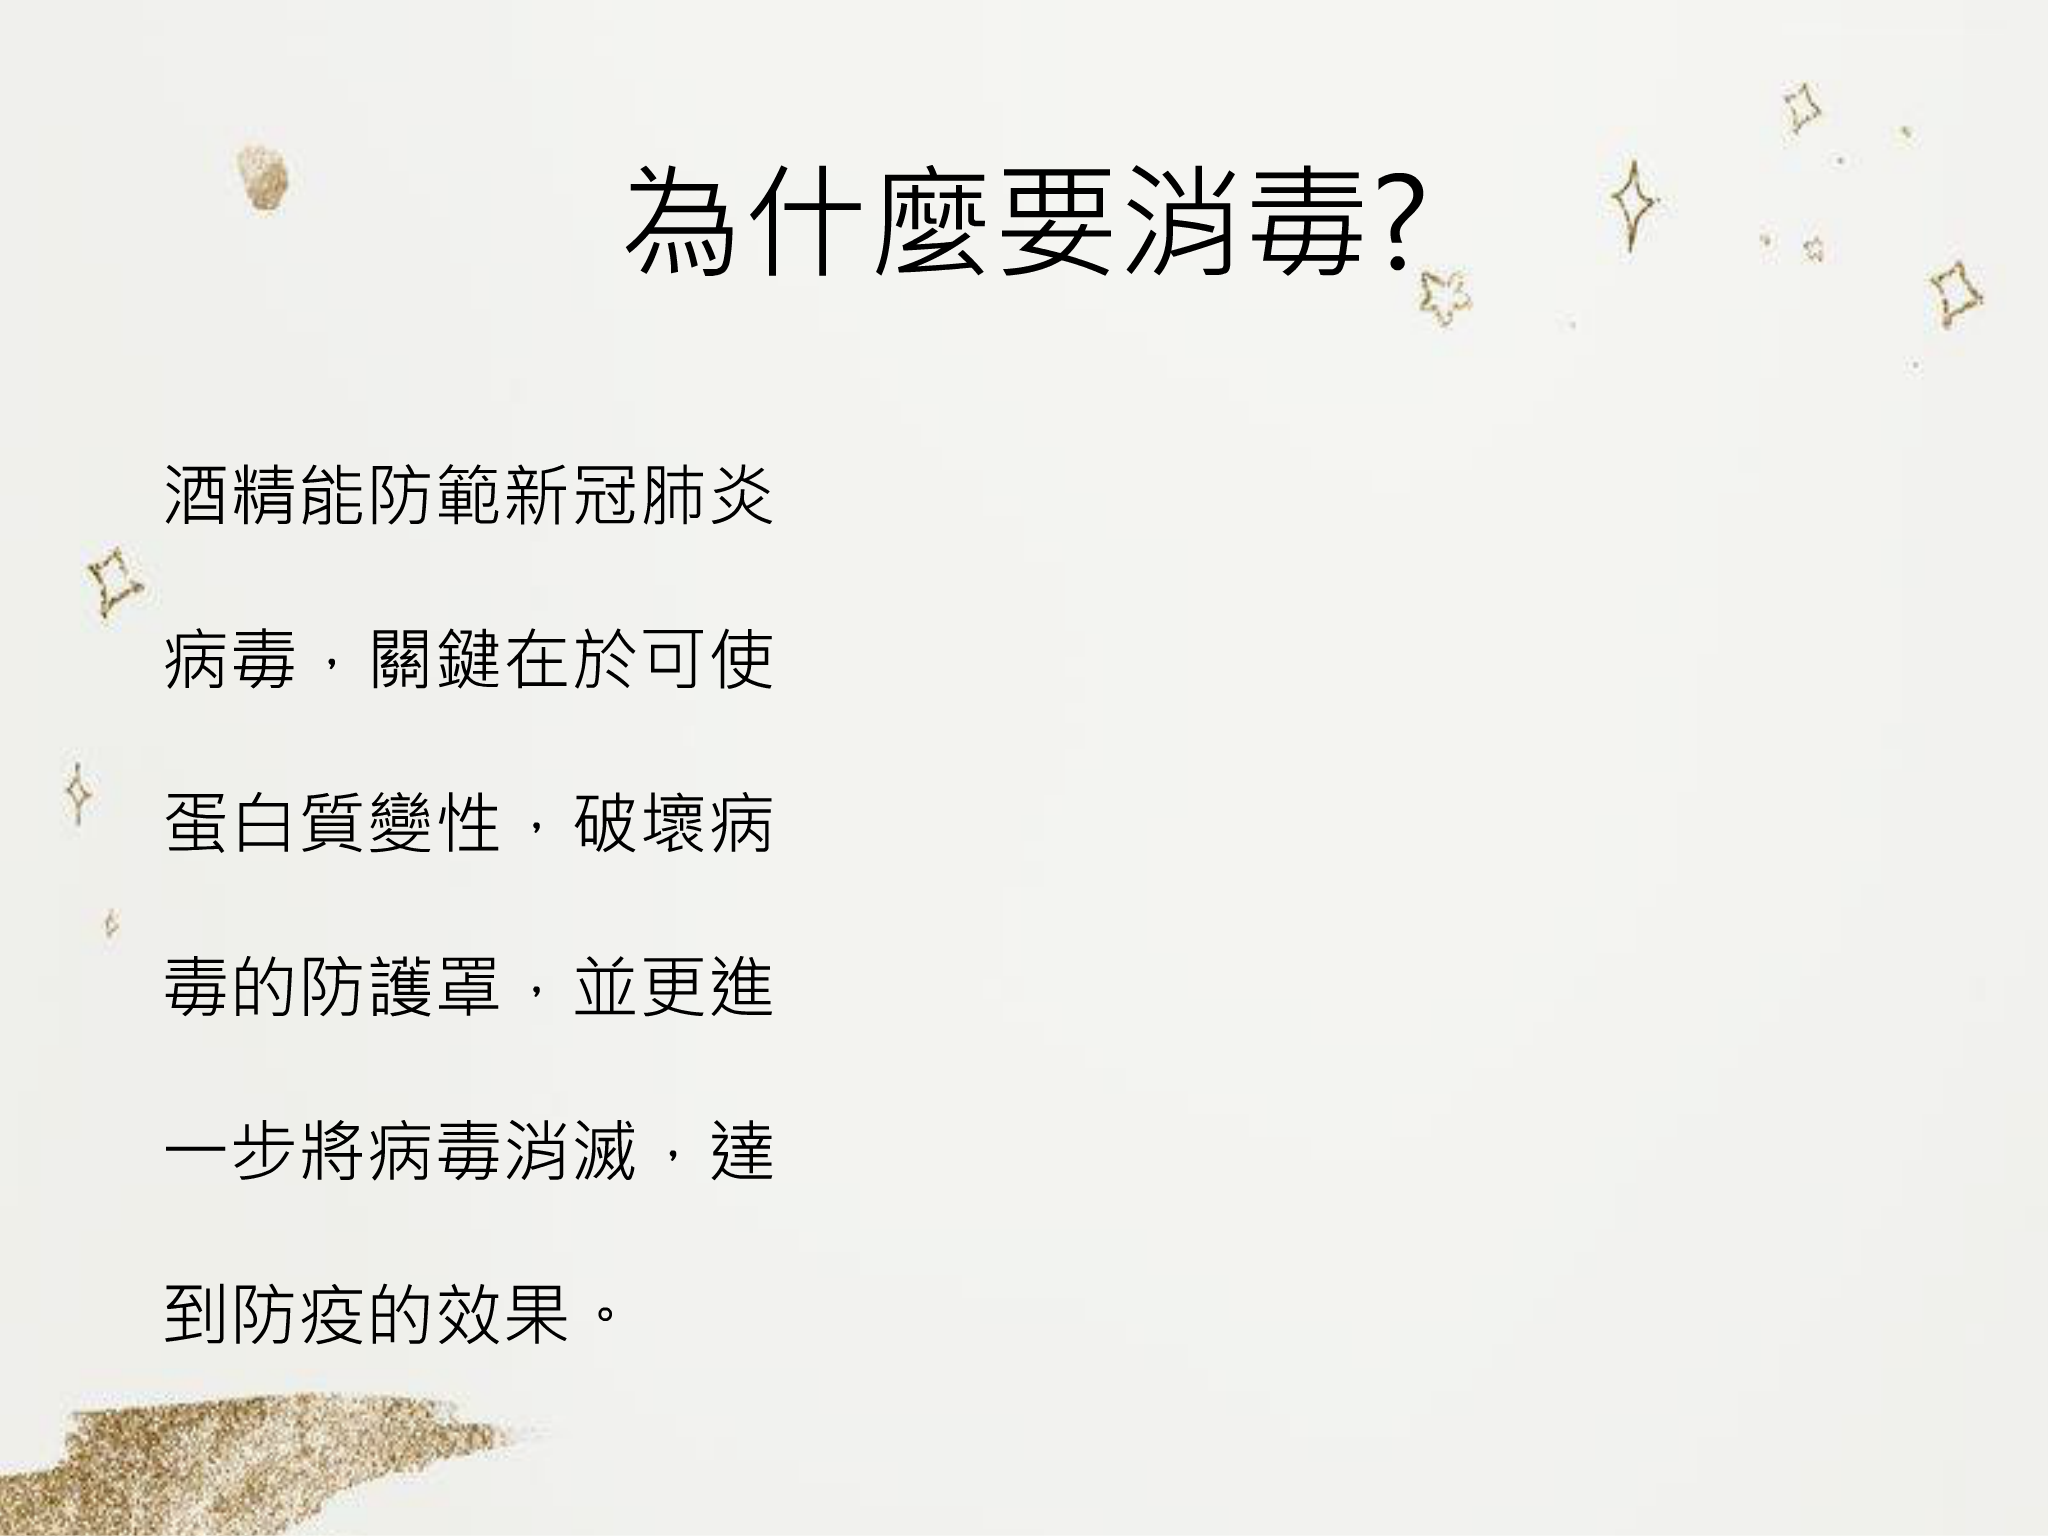 為什麼要消毒?
酒精能防範新冠肺炎
病毒，關鍵在於可使
蛋白質變性，破壞病
毒的防護罩，並更進
一步將病毒消滅，達
到防疫的效果。